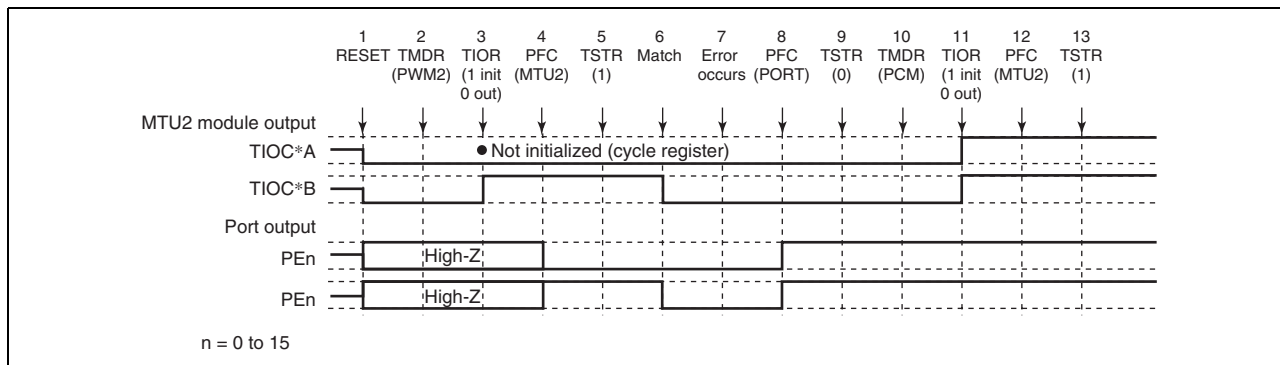 1 2 3 4 5 6 7 8 9 10 11 12 13
RESET TMDR TIOR PFC TSTR Match Error PFC TSTR TMDR TIOR PFC TSTR
(PWM2) (1 init (MTU2) (1) occurs (PORT) (0) (PCM) (1 init (MTU2) (1)
0 out) 0 out)
MTU2 module output
TIOC*A ● Not initialized (cycle register)
TIOC*B
Port output
PEn High-Z
PEn High-Z
n = 0 to 15